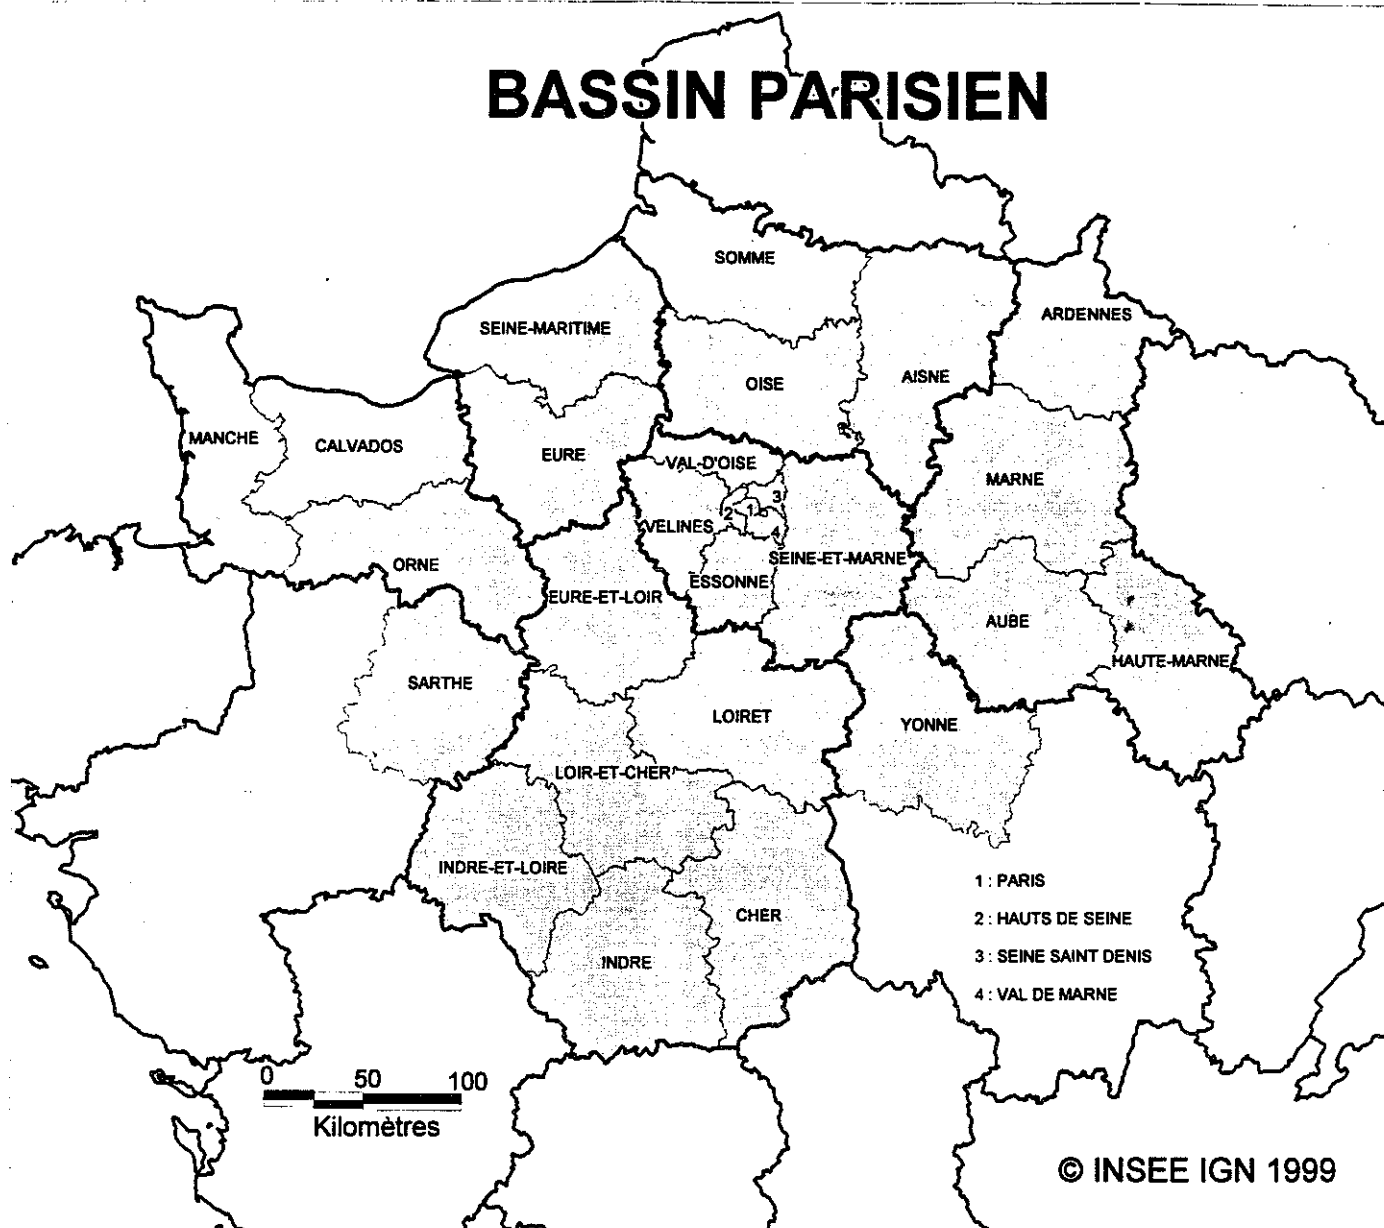 BASSIN PARISIEN
SOMME
SEINE-MARITIME
ARDENNES
OISE
AISNE
MANCHE
CALVADOS
EURE
VAL-D'OISE
MARNE
3
2
1
YVELINES
4
ORNE
SEINE-ET-MARNE
ESSONNE
EURE-ET-LOIR
AUBE
HAUTE-MARNE
SARTHE
LOIRET
YONNE
LOIR-ET-CHER
INDRE-ET-LOIRE
CHER
INDRE
1 : PARIS
2 : HAUTS DE SEINE
3 : SEINE SAINT DENIS
4 : VAL DE MARNE
0 50 100
Kilomètres
© INSEE IGN 1999